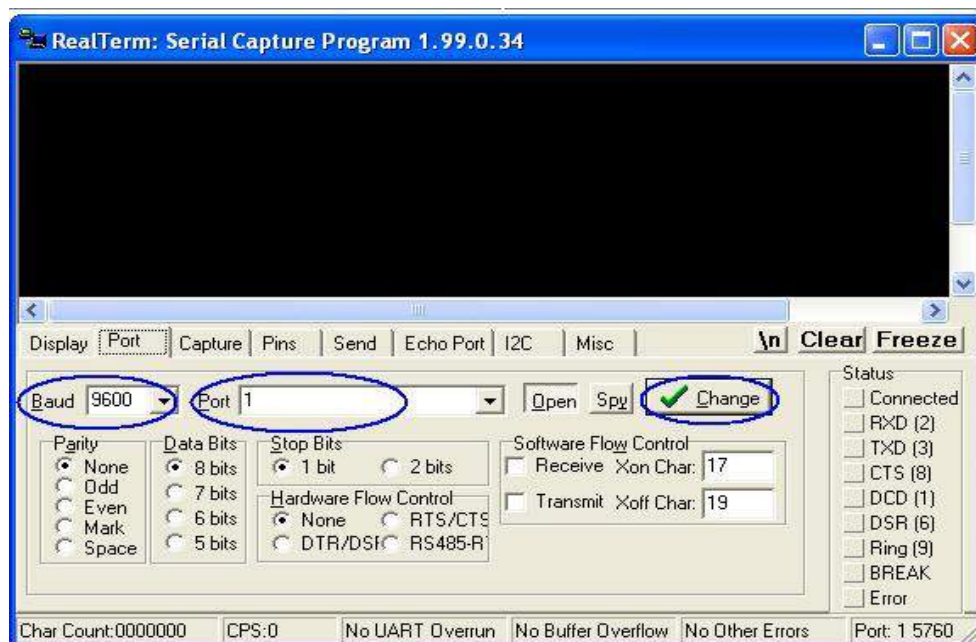 RealTerm: Serial Capture Program 1.99.0.34
Display Port Capture Pins Send Echo Port I2C Misc \n Clear Freeze
Baud 9600 Port 1 Open Spy Change
Parity
None
Odd
Even
Mark
Space
Data Bits
8 bits
7 bits
6 bits
5 bits
Stop Bits
1 bit 2 bits
Hardware Flow Control
None RTS/CTS
DTR/DSR RS485-R
Software Flow Control
Receive Xon Char: 17
Transmit Xoff Char: 19
Status
Connected
RXD (2)
TXD (3)
CTS (8)
DCD (1)
DSR (6)
Ring (9)
BREAK
Error
Char Count:0000000 CPS:0 No UART Overrun No Buffer Overflow No Other Errors Port: 1 5760